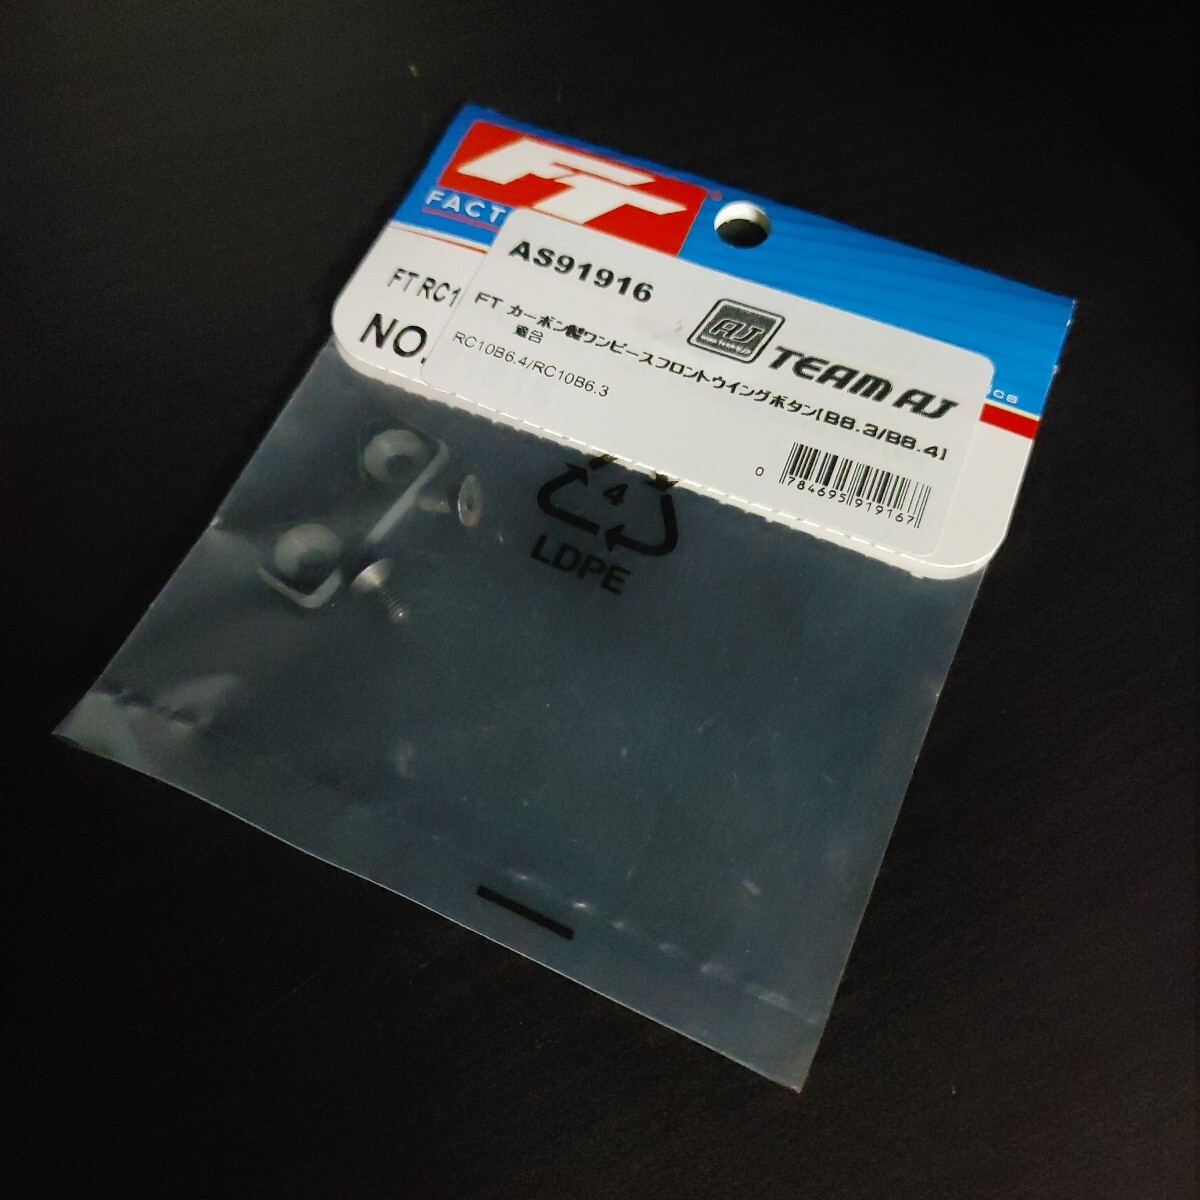 FT
FACT
FT RC1
NO.
AS91916
AJ
TEAM AJ
FT カーボン製ワンピースフロントウイングボタン[B6.3/B6.4]
適合
RC10B6.4/RC10B6.3
0 784695 919167
4
LDPE